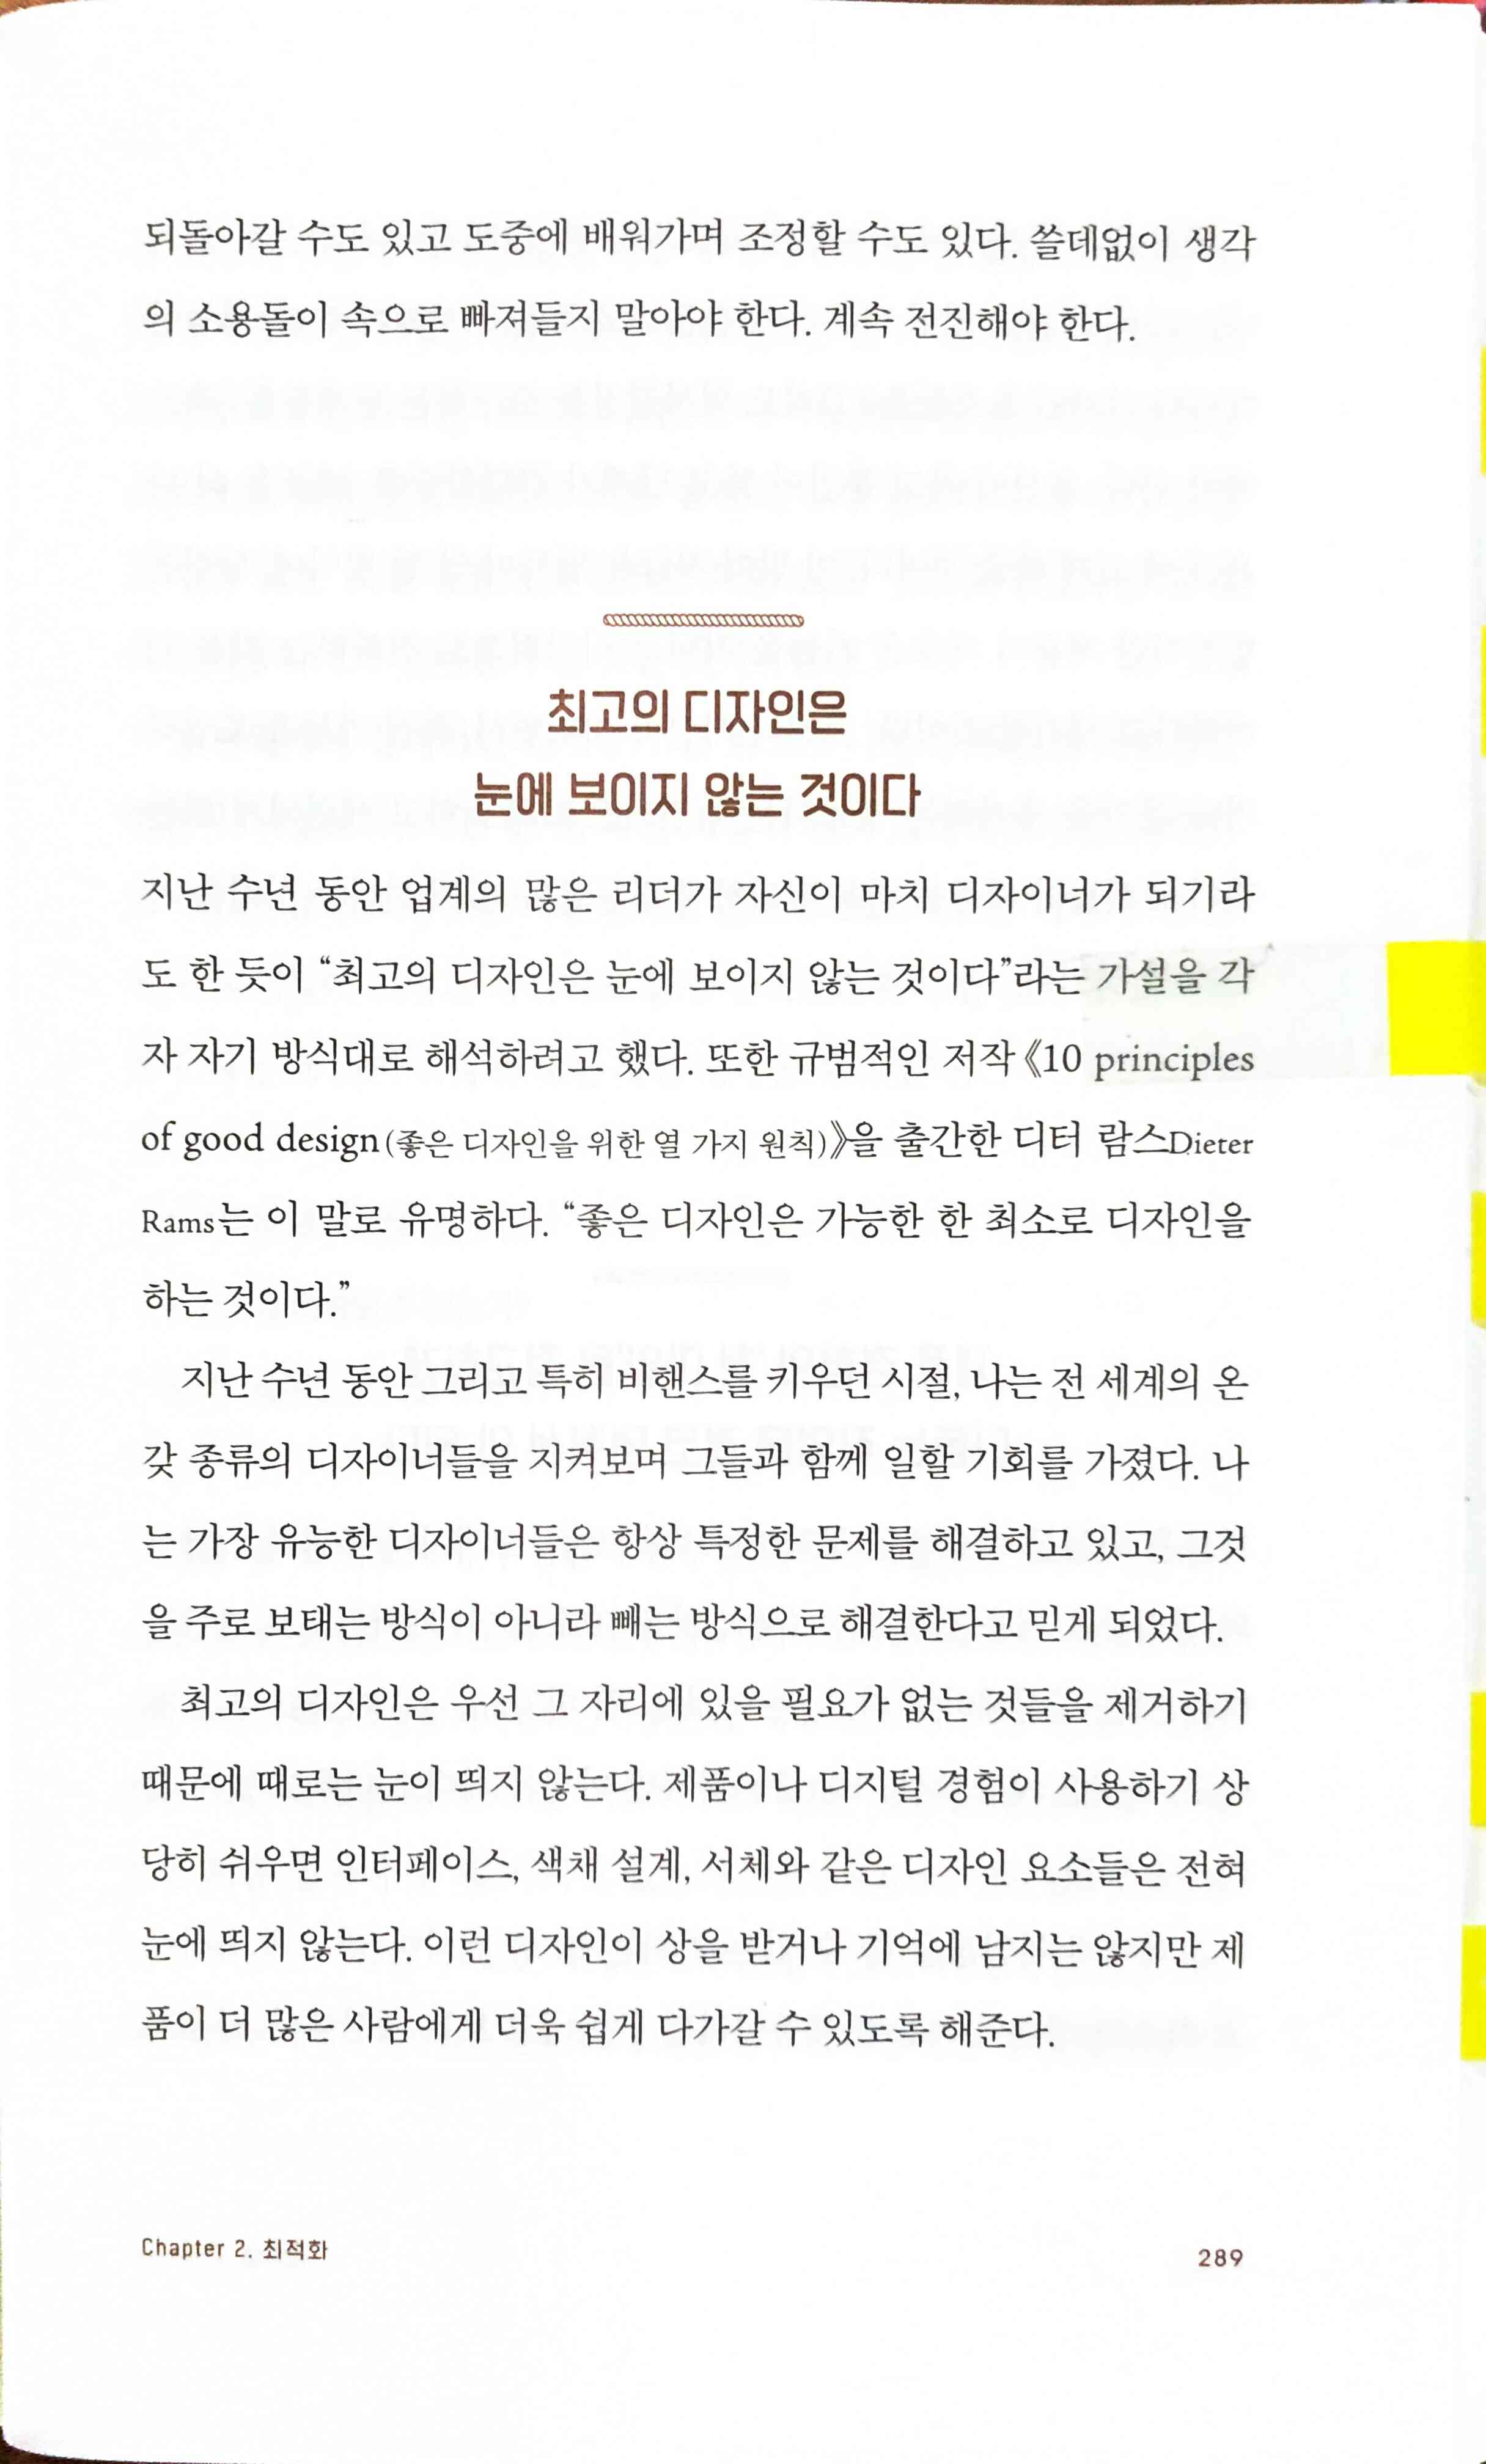 되돌아갈 수도 있고 도중에 배워가며 조정할 수도 있다. 쓸데없이 생각
의 소용돌이 속으로 빠져들지 말아야 한다. 계속 전진해야 한다.
최고의 디자인은
눈에 보이지 않는 것이다
지난 수년 동안 업계의 많은 리더가 자신이 마치 디자이너가 되기라
도 한 듯이 “최고의 디자인은 눈에 보이지 않는 것이다”라는 가설을 각
자 자기 방식대로 해석하려고 했다. 또한 규범적인 저작 《10 principles
of good design(좋은 디자인을 위한 열 가지 원칙)》을 출간한 디터 람스Dieter
Rams는 이 말로 유명하다. “좋은 디자인은 가능한 한 최소로 디자인을
하는 것이다.”
지난 수년 동안 그리고 특히 비핸스를 키우던 시절, 나는 전 세계의 온
갖 종류의 디자이너들을 지켜보며 그들과 함께 일할 기회를 가졌다. 나
는 가장 유능한 디자이너들은 항상 특정한 문제를 해결하고 있고, 그것
을 주로 보태는 방식이 아니라 빼는 방식으로 해결한다고 믿게 되었다.
최고의 디자인은 우선 그 자리에 있을 필요가 없는 것들을 제거하기
때문에 때로는 눈이 띄지 않는다. 제품이나 디지털 경험이 사용하기 상
당히 쉬우면 인터페이스, 색채 설계, 서체와 같은 디자인 요소들은 전혀
눈에 띄지 않는다. 이런 디자인이 상을 받거나 기억에 남지는 않지만 제
품이 더 많은 사람에게 더욱 쉽게 다가갈 수 있도록 해준다.
Chapter 2. 최적화
289